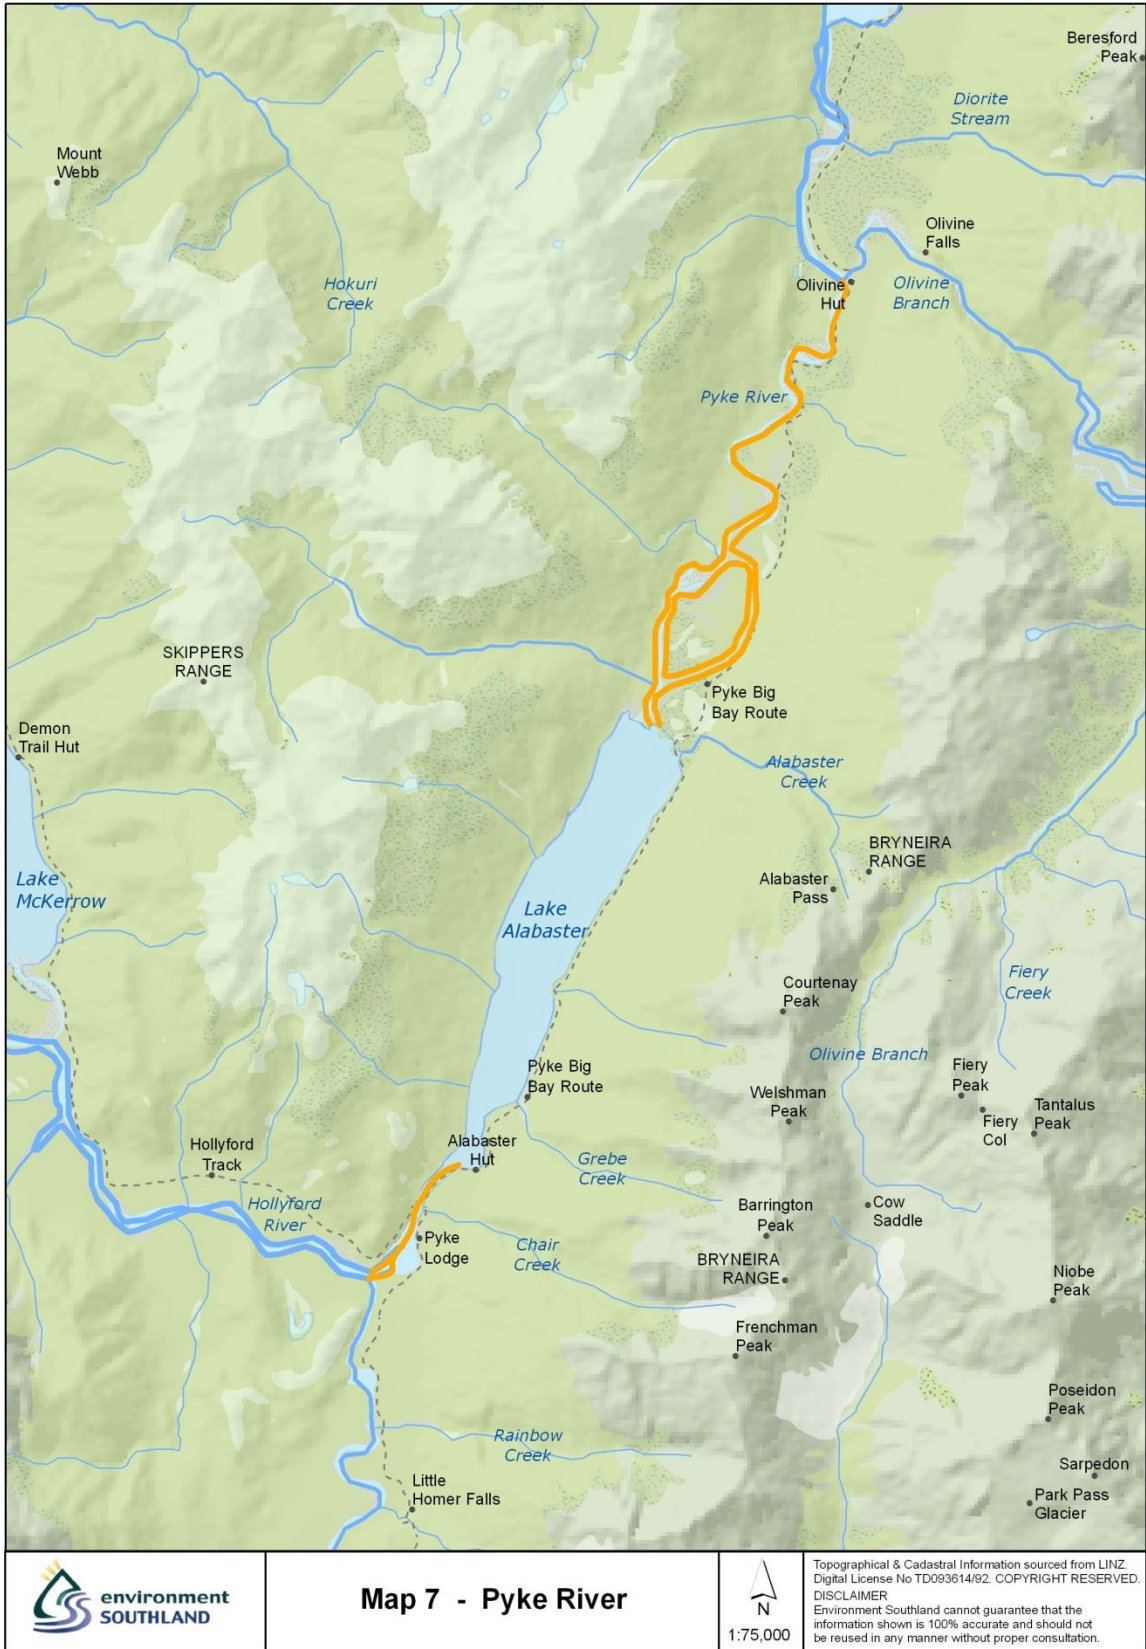 Beresford
Peak
Diorite
Stream
Mount
Webb
Olivine
Falls
Hokuri
Creek
Olivine
Hut
Olivine
Branch
Pyke River
SKIPPERS
RANGE
Pyke Big
Bay Route
Demon
Trail Hut
Alabaster
Creek
BRYNEIRA
RANGE
Alabaster
Pass
Lake
McKerrow
Lake
Alabaster
Fiery
Creek
Courtenay
Peak
Olivine Branch
Pyke Big
Bay Route
Fiery
Peak
Welshman
Peak
Fiery
Col
Tantalus
Peak
Hollyford
Track
Alabaster
Hut
Grebe
Creek
Hollyford
River
Barrington
Peak
Cow
Saddle
Pyke
Lodge
Chair
Creek
BRYNEIRA
RANGE
Niobe
Peak
Frenchman
Peak
Poseidon
Peak
Rainbow
Creek
Sarpedon
Little
Homer Falls
Park Pass
Glacier
environment
SOUTHLAND
Map 7 - Pyke River
N
1:75,000
Topographical & Cadastral Information sourced from LINZ.
Digital License No TD093614/92. COPYRIGHT RESERVED.
DISCLAIMER
Environment Southland cannot guarantee that the
information shown is 100% accurate and should not
be reused in any manner without proper consultation.